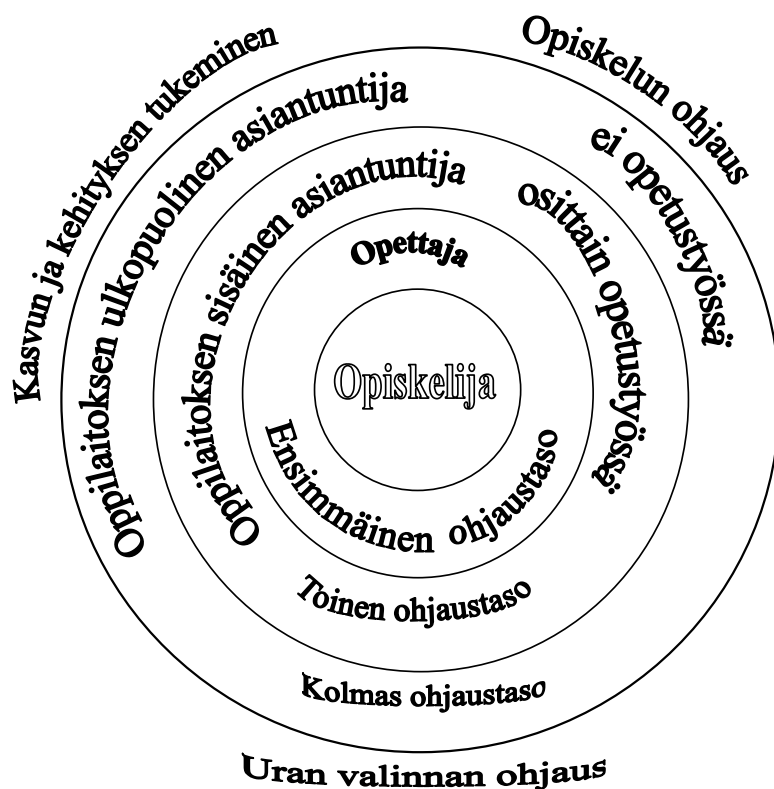 Kasvun ja kehityksen tukeminen
Opiskelun ohjaus
Oppilaitoksen ulkopuolinen asiantuntija
ei opetustyössä
Oppilaitoksen sisäinen asiantuntija
osittain opetustyössä
Opettaja
Opiskelija
Ensimmäinen ohjaustaso
Toinen ohjaustaso
Kolmas ohjaustaso
Uran valinnan ohjaus